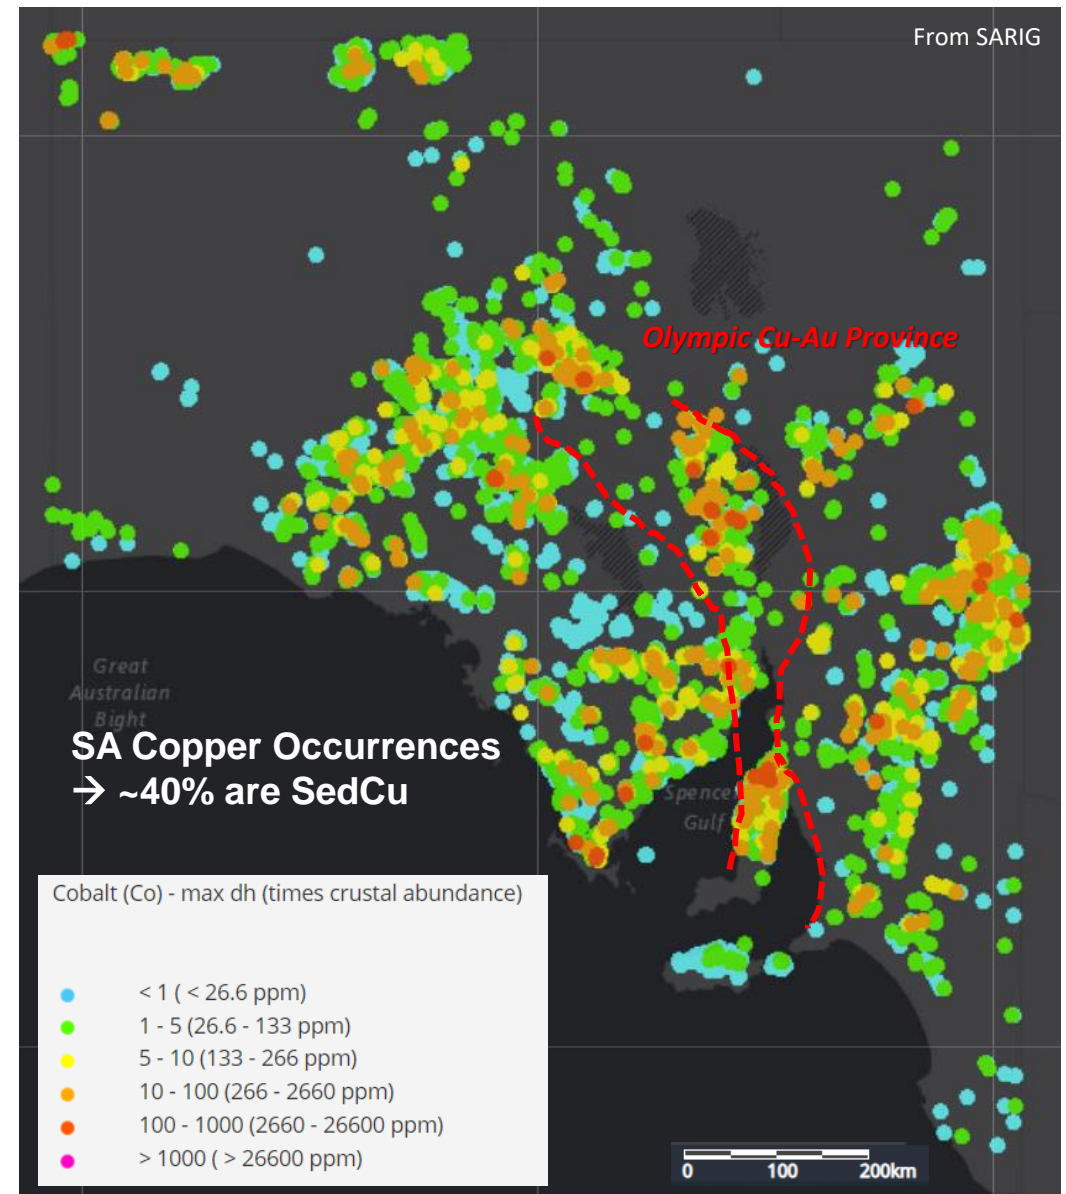 From SARIG
Olympic Cu-Au Province
Great
Australian
Bight
SA Copper Occurrences
→ ~40% are SedCu
Spencer
Gulf
Cobalt (Co) - max dh (times crustal abundance)
< 1 ( < 26.6 ppm)
1 - 5 (26.6 - 133 ppm)
5 - 10 (133 - 266 ppm)
10 - 100 (266 - 2660 ppm)
100 - 1000 (2660 - 26600 ppm)
> 1000 ( > 26600 ppm)
0 100 200km